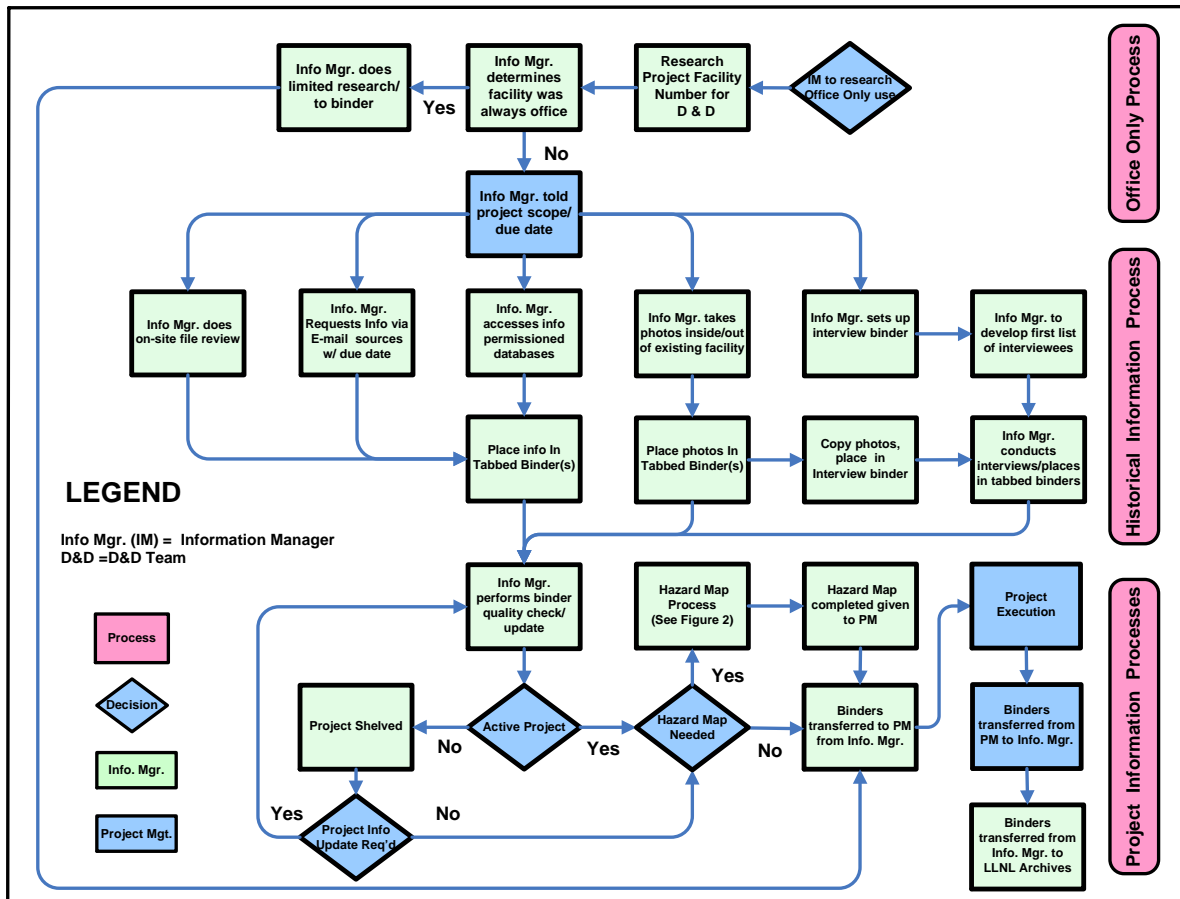 Info Mgr. does
limited research/
to binder
Yes
Info Mgr.
determines
facility was
always office
No
Research
Project Facility
Number for
D & D
IM to research
Office Only use
Office Only Process
Info Mgr. told
project scope/
due date
Info Mgr. does
on-site file review
Info. Mgr.
Requests Info via
E-mail sources
w/ due date
Info. Mgr.
accesses info
permissioned
databases
Info Mgr. takes
photos inside/out
of existing facility
Info Mgr. sets up
interview binder
Info Mgr. to
develop first list
of interviewees
Place info In
Tabbed Binder(s)
Place photos In
Tabbed Binder(s)
Copy photos,
place in
Interview binder
Info Mgr.
conducts
interviews/places
in tabbed binders
Historical Information Process
LEGEND
Info Mgr. (IM) = Information Manager
D&D =D&D Team
Process
Decision
Info. Mgr.
Project Mgt.
Info Mgr.
performs binder
quality check/
update
Hazard Map
Process
(See Figure 2)
Hazard Map
completed given
to PM
Project
Execution
Yes
Project Shelved
No
Active Project
Yes
Hazard Map
Needed
No
Binders
transferred to PM
from Info. Mgr.
Binders
transferred from
PM to Info. Mgr.
Yes
Project Info
Update Req'd
No
Binders
transferred from
Info. Mgr. to
LLNL Archives
Project Information Processes